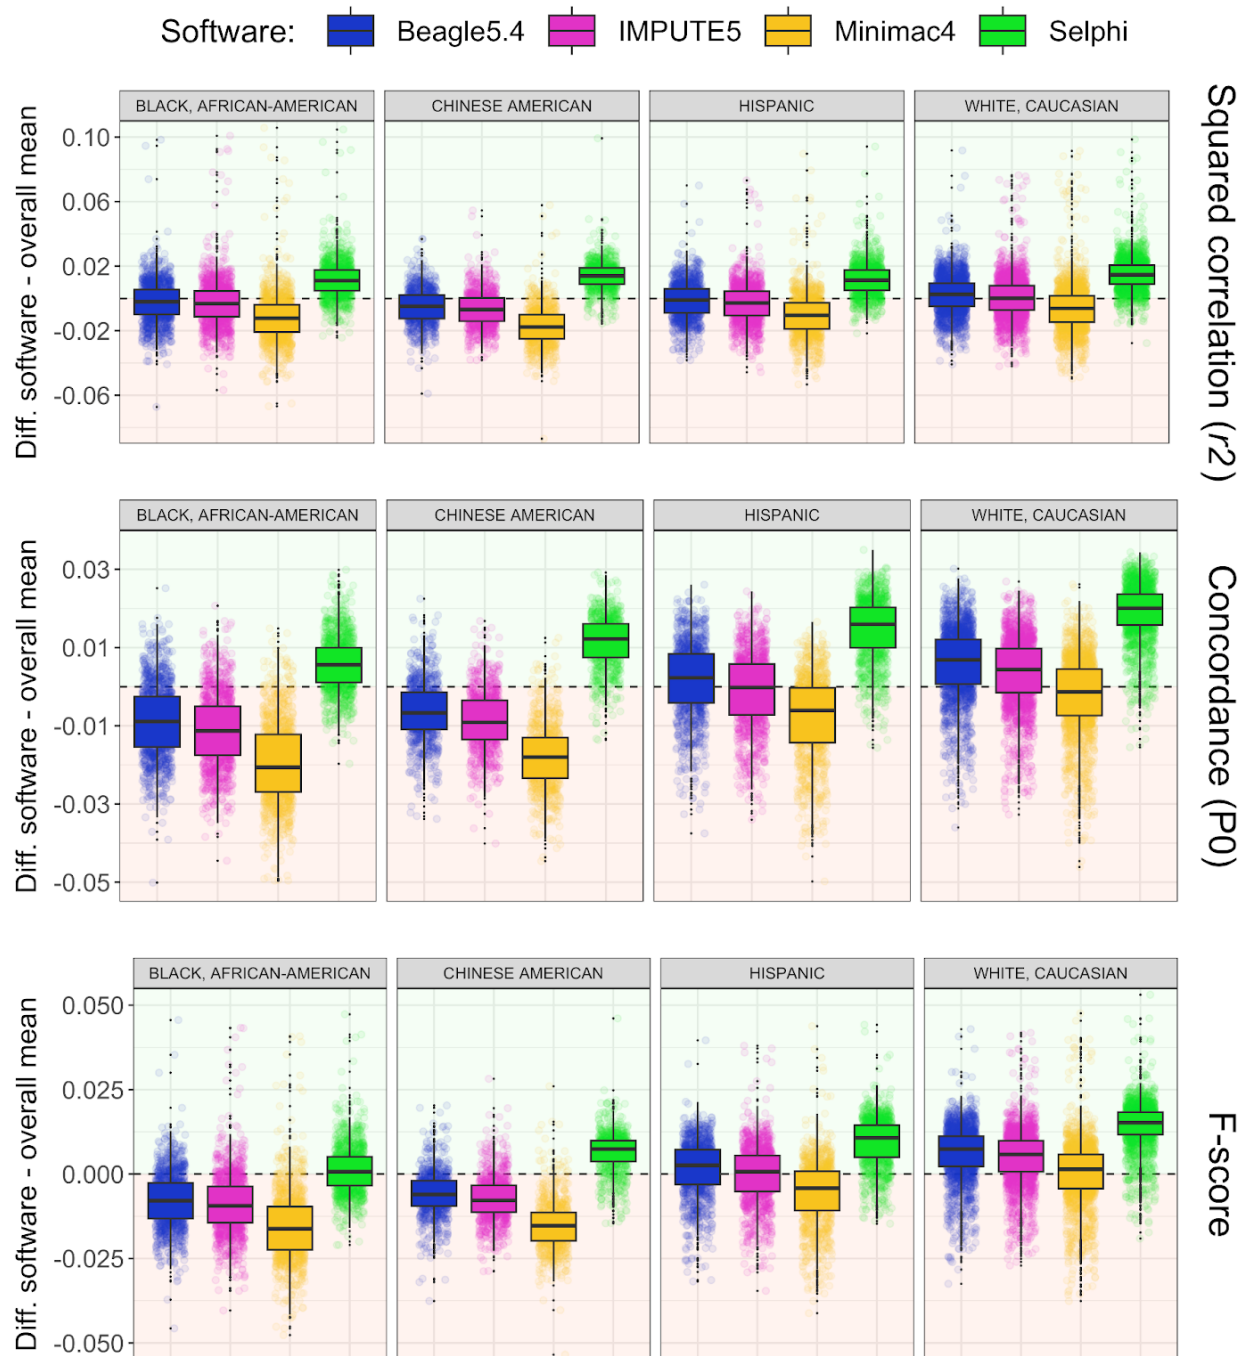 Software: Beagle5.4 IMPUTE5 Minimac4 Selphi
BLACK, AFRICAN-AMERICAN CHINESE AMERICAN HISPANIC WHITE, CAUCASIAN
Diff. software - overall mean
0.10
0.06
0.02
-0.02
-0.06
Squared correlation (r2)
BLACK, AFRICAN-AMERICAN CHINESE AMERICAN HISPANIC WHITE, CAUCASIAN
Diff. software - overall mean
0.03
0.01
-0.01
-0.03
-0.05
Concordance (P0)
BLACK, AFRICAN-AMERICAN CHINESE AMERICAN HISPANIC WHITE, CAUCASIAN
Diff. software - overall mean
0.050
0.025
0.000
-0.025
-0.050
F-score